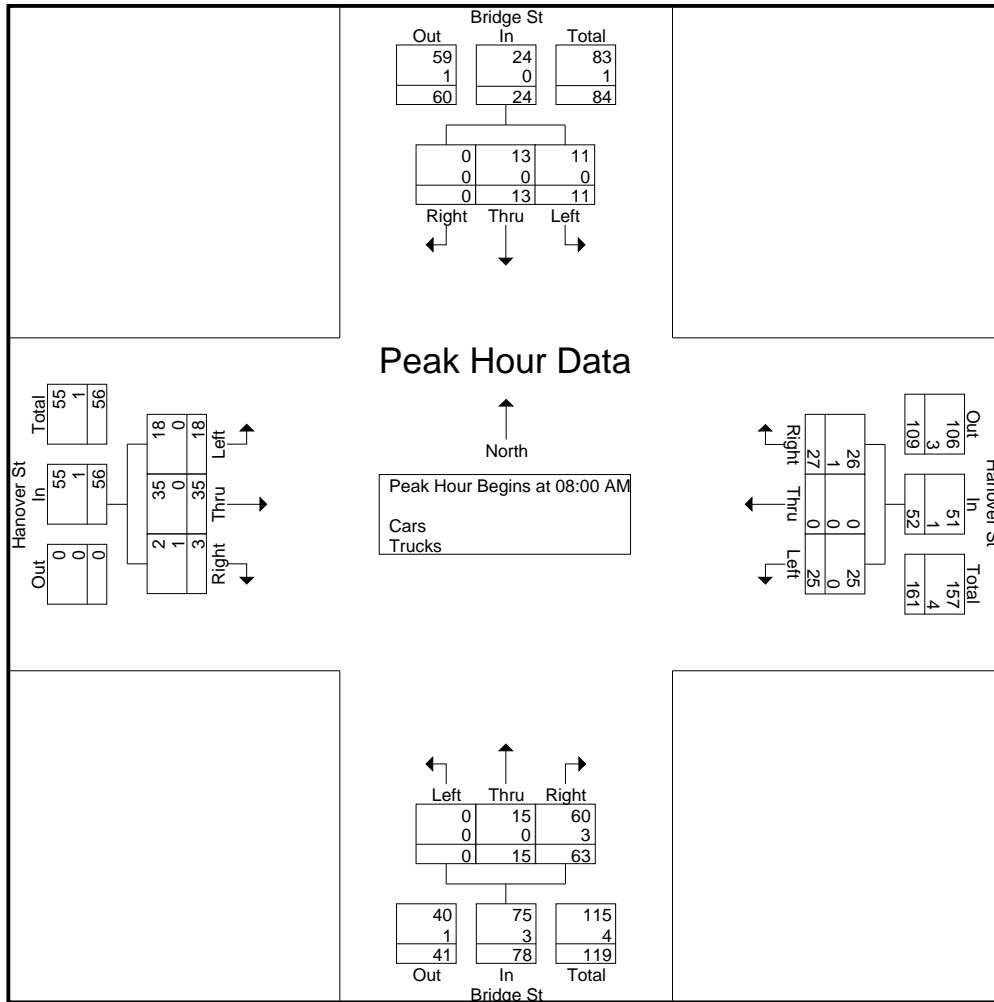 Bridge St
Out In Total
59 24 83
1 0 1
60 24 84
0 13 11
0 0 0
0 13 11
Right Thru Left
Peak Hour Data
North
Peak Hour Begins at 08:00 AM
Cars
Trucks
Hanover St
Out In Total
0 55 55
0 1 1
0 56 56
18 35 2
0 0 1
18 35 3
Left Thru Right
Hanover St
Out In Total
106 51 157
3 1 4
109 52 161
26 0 25
1 0 0
27 0 25
Right Thru Left
Left Thru Right
0 15 60
0 0 3
0 15 63
40 75 115
1 3 4
41 78 119
Out In Total
Bridge St